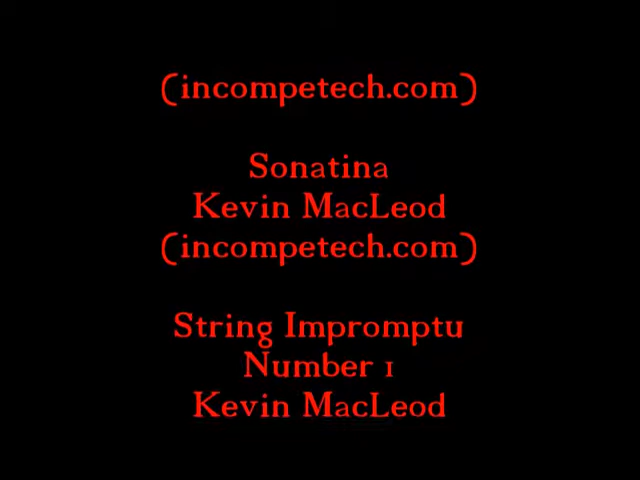 (incompetech.com)
Sonatina
Kevin MacLeod
(incompetech.com)
String Impromptu
Number 1
Kevin MacLeod